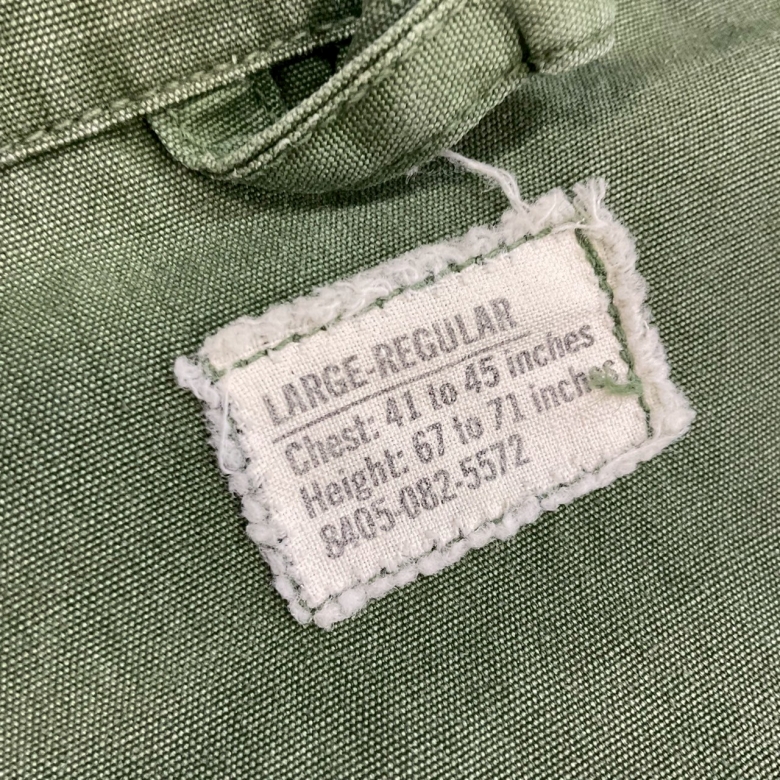 LARGE-REGULAR
Chest: 41 to 45 inches
Height: 67 to 71 inches
8405-082-5572